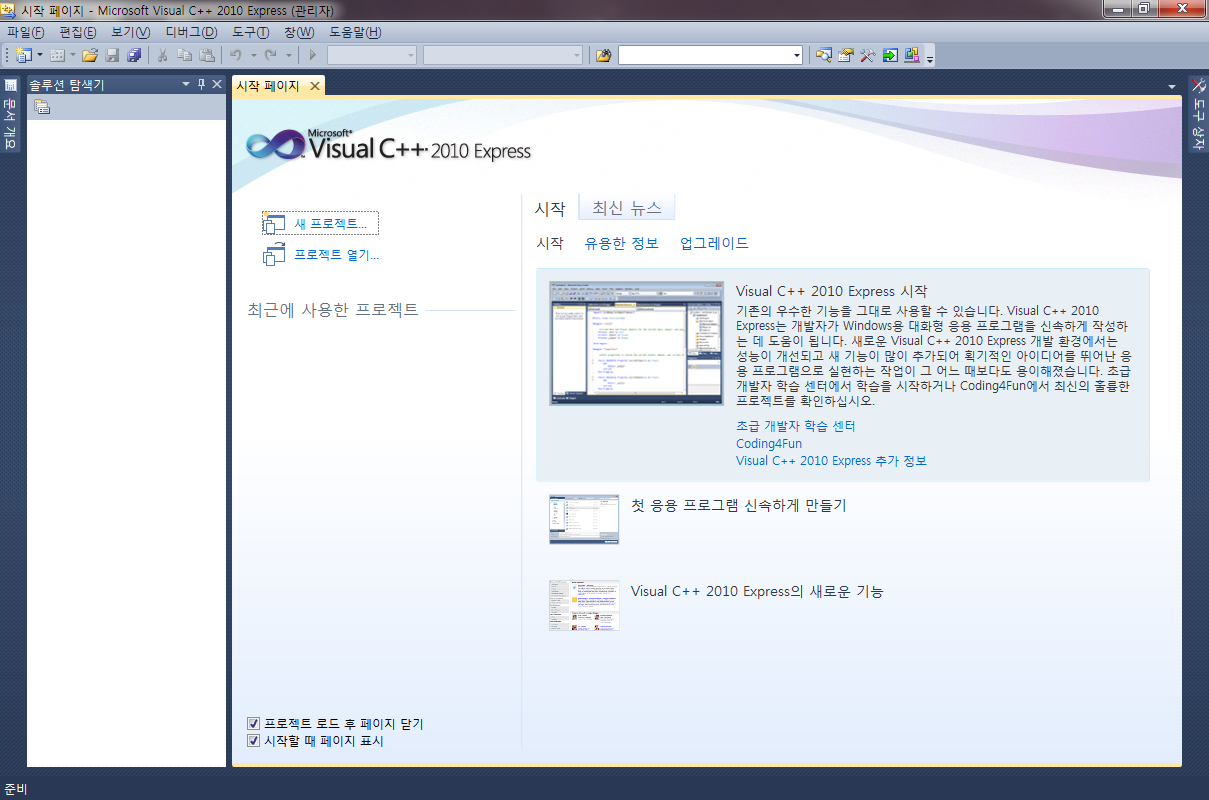 시작 페이지 - Microsoft Visual C++ 2010 Express (관리자)
파일(F) 편집(E) 보기(V) 디버그(D) 도구(T) 창(W) 도움말(H)
문서 개요
솔루션 탐색기
시작 페이지
도구 상자
Microsoft®
Visual C++ 2010 Express
새 프로젝트...
프로젝트 열기...
최근에 사용한 프로젝트
시작 최신 뉴스
시작 유용한 정보 업그레이드
Visual C++ 2010 Express 시작
기존의 우수한 기능을 그대로 사용할 수 있습니다. Visual C++ 2010
Express는 개발자가 Windows용 대화형 응용 프로그램을 신속하게 작성하
는 데 도움이 됩니다. 새로운 Visual C++ 2010 Express 개발 환경에서는
성능이 개선되고 새 기능이 많이 추가되어 획기적인 아이디어를 뛰어난 응
용 프로그램으로 실현하는 작업이 그 어느 때보다도 용이해졌습니다. 초급
개발자 학습 센터에서 학습을 시작하거나 Coding4Fun에서 최신의 훌륭한
프로젝트를 확인하십시오.
초급 개발자 학습 센터
Coding4Fun
Visual C++ 2010 Express 추가 정보
첫 응용 프로그램 신속하게 만들기
Visual C++ 2010 Express의 새로운 기능
프로젝트 로드 후 페이지 닫기
시작할 때 페이지 표시
준비